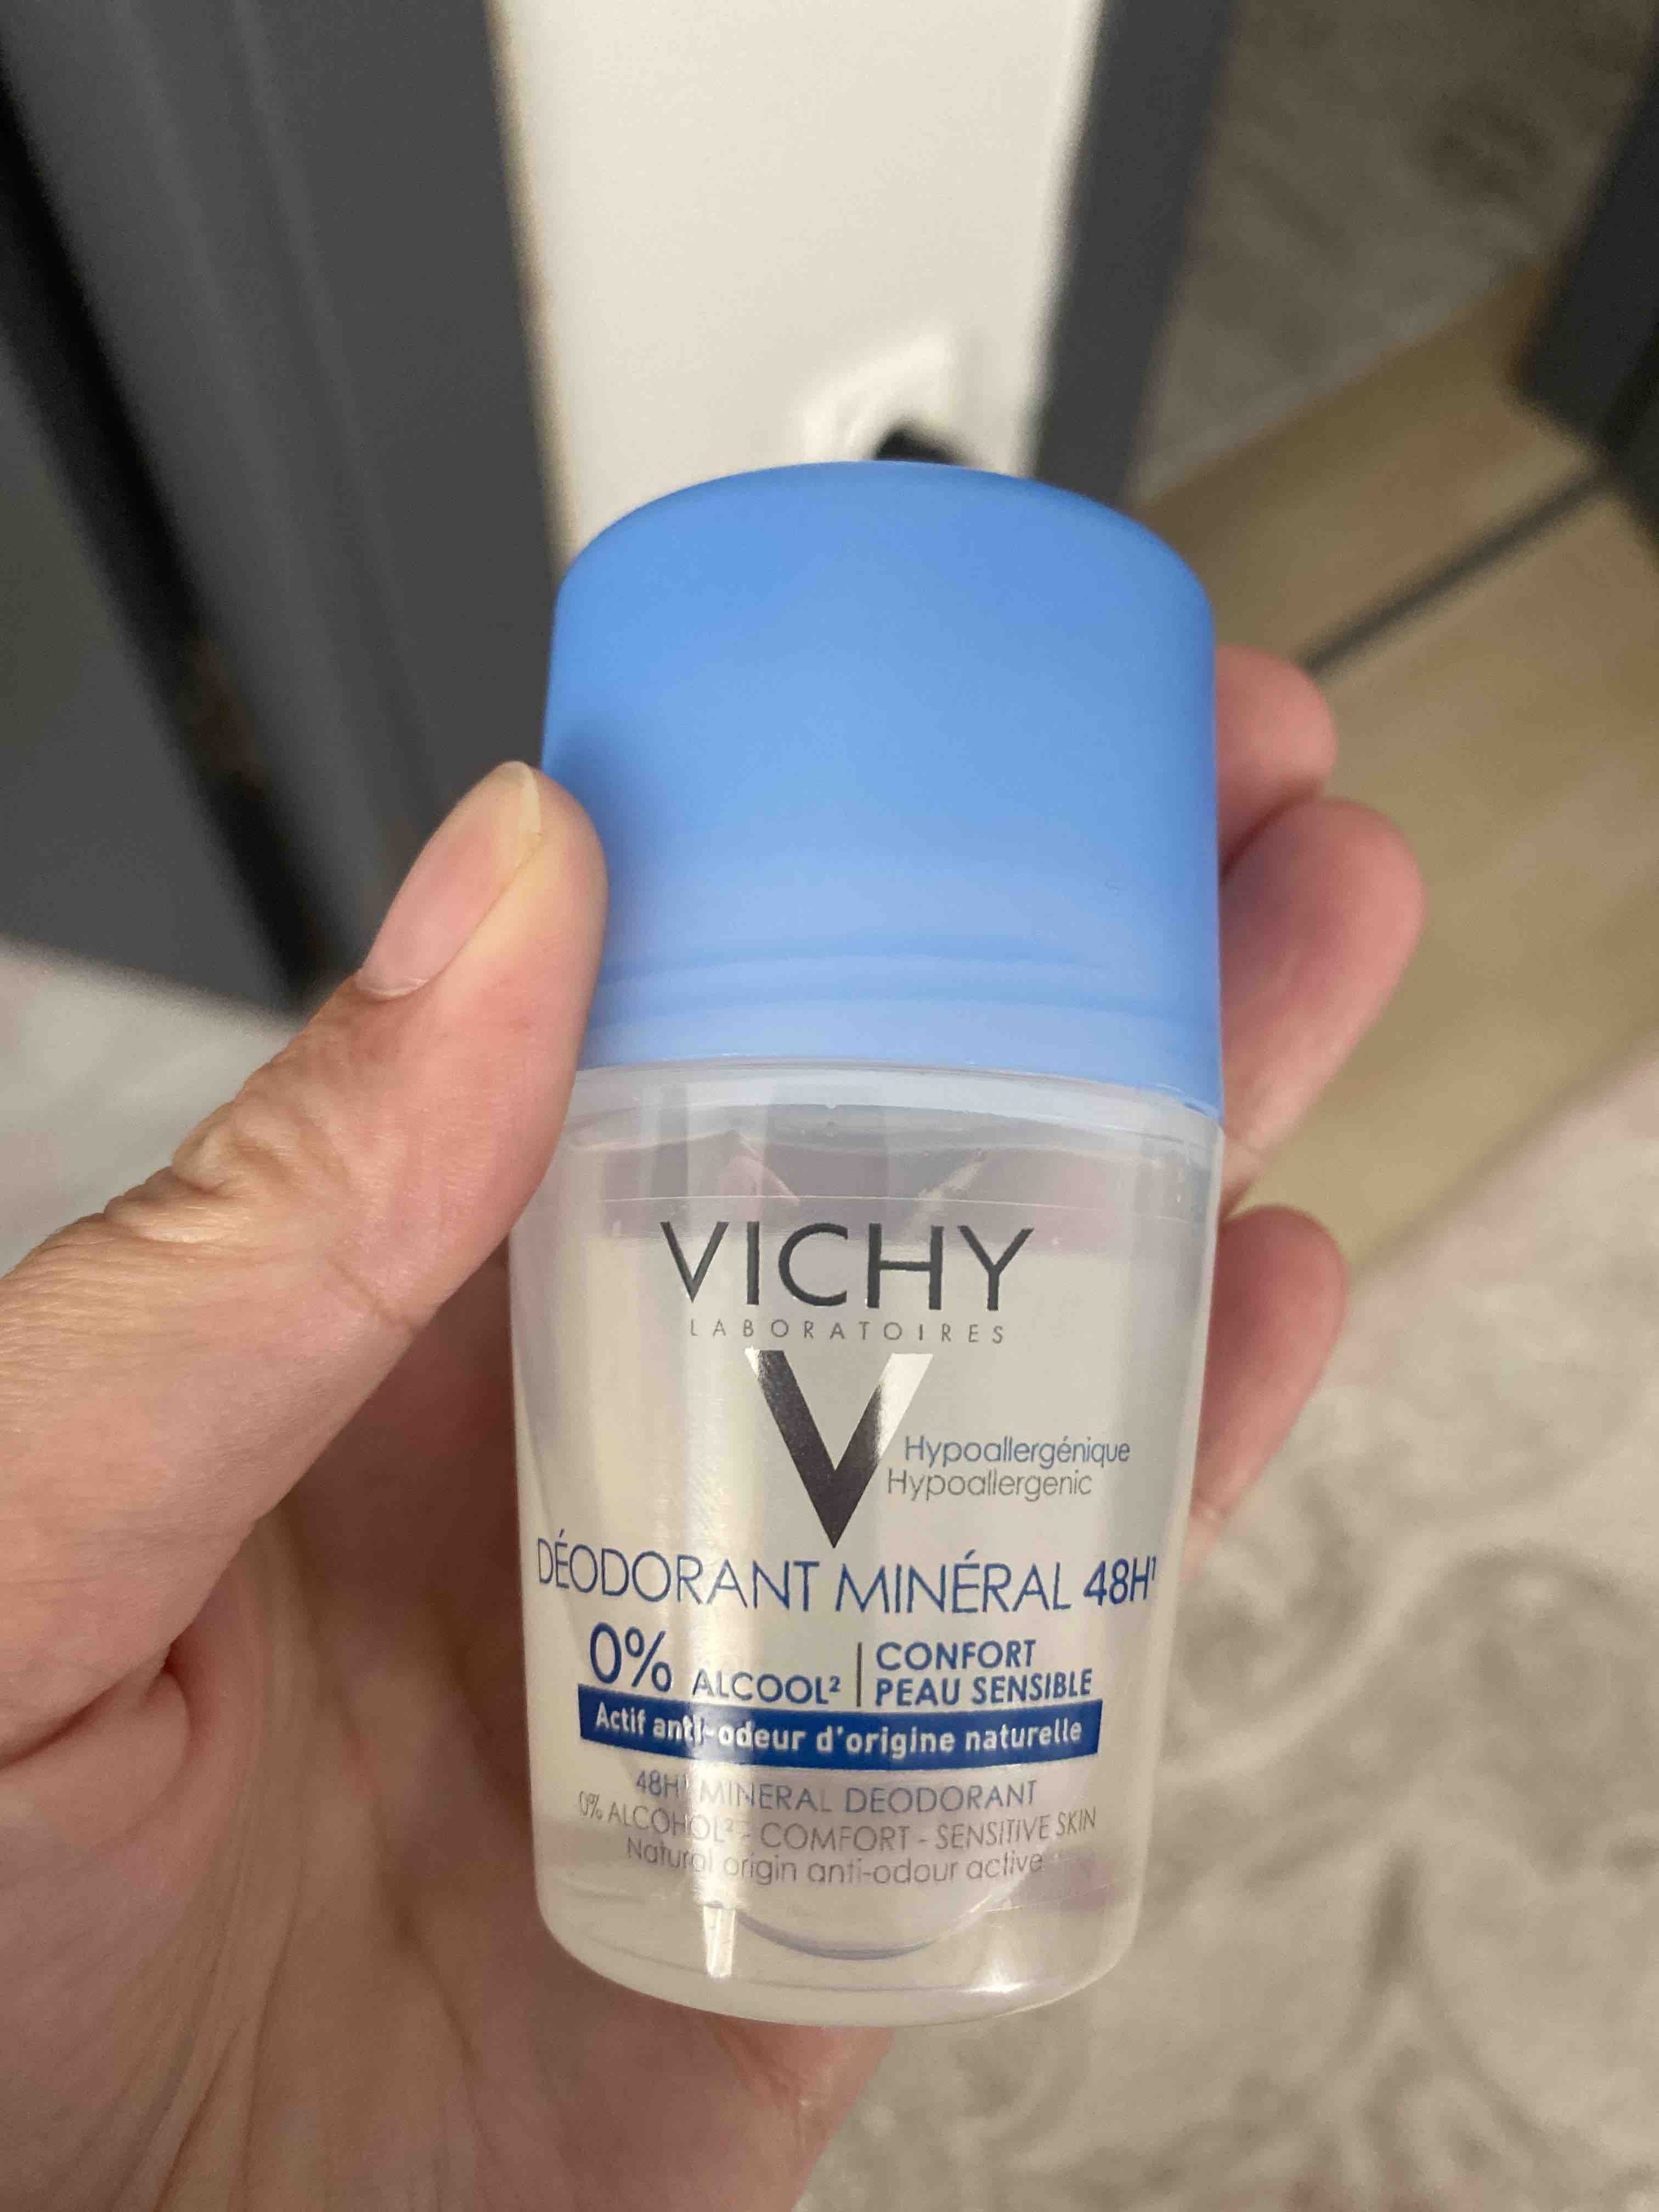 VICHY
LABORATOIRES
V
Hypoallergénique
Hypoallergenic
DÉODORANT MINÉRAL 48H¹
0% ALCOOL² | CONFORT
PEAU SENSIBLE
Actif anti-odeur d'origine naturelle
48H¹ MINERAL DEODORANT
0% ALCOHOL² - COMFORT - SENSITIVE SKIN
Natural origin anti-odour active